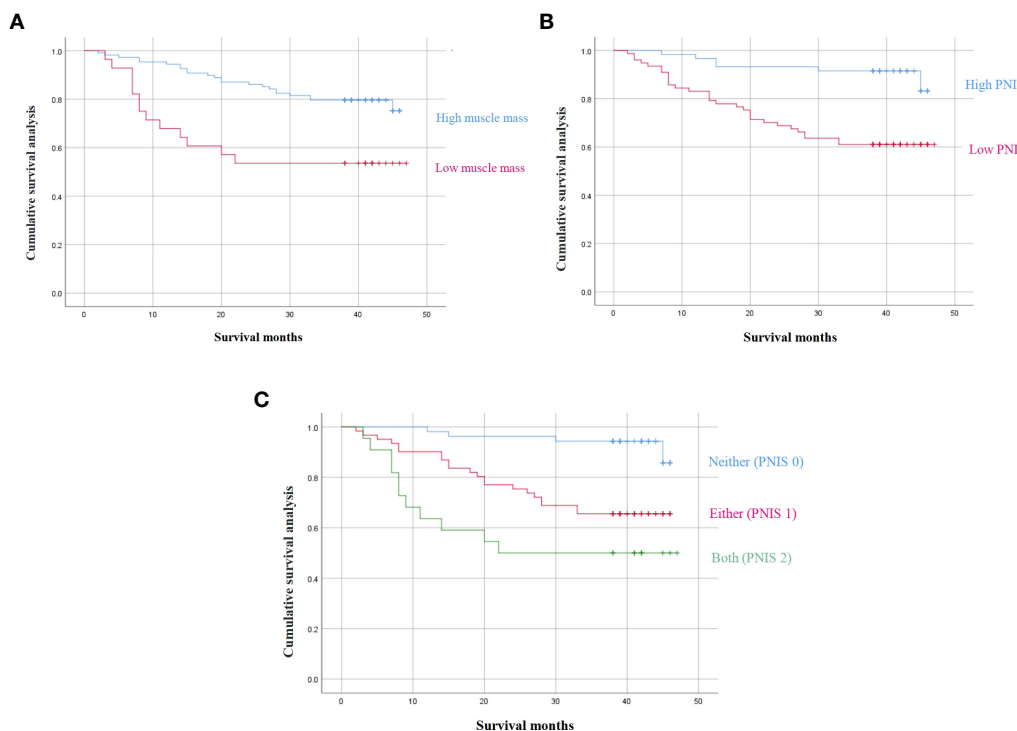 A
Cumulative survival analysis
1.0
0.8
0.6
0.4
0.2
0.0
0 10 20 30 40 50
Survival months
High muscle mass
Low muscle mass
B
Cumulative survival analysis
1.0
0.8
0.6
0.4
0.2
0.0
0 10 20 30 40 50
Survival months
High PNI
Low PNI
C
Cumulative survival analysis
1.0
0.8
0.6
0.4
0.2
0.0
0 10 20 30 40 50
Survival months
Neither (PNIS 0)
Either (PNIS 1)
Both (PNIS 2)